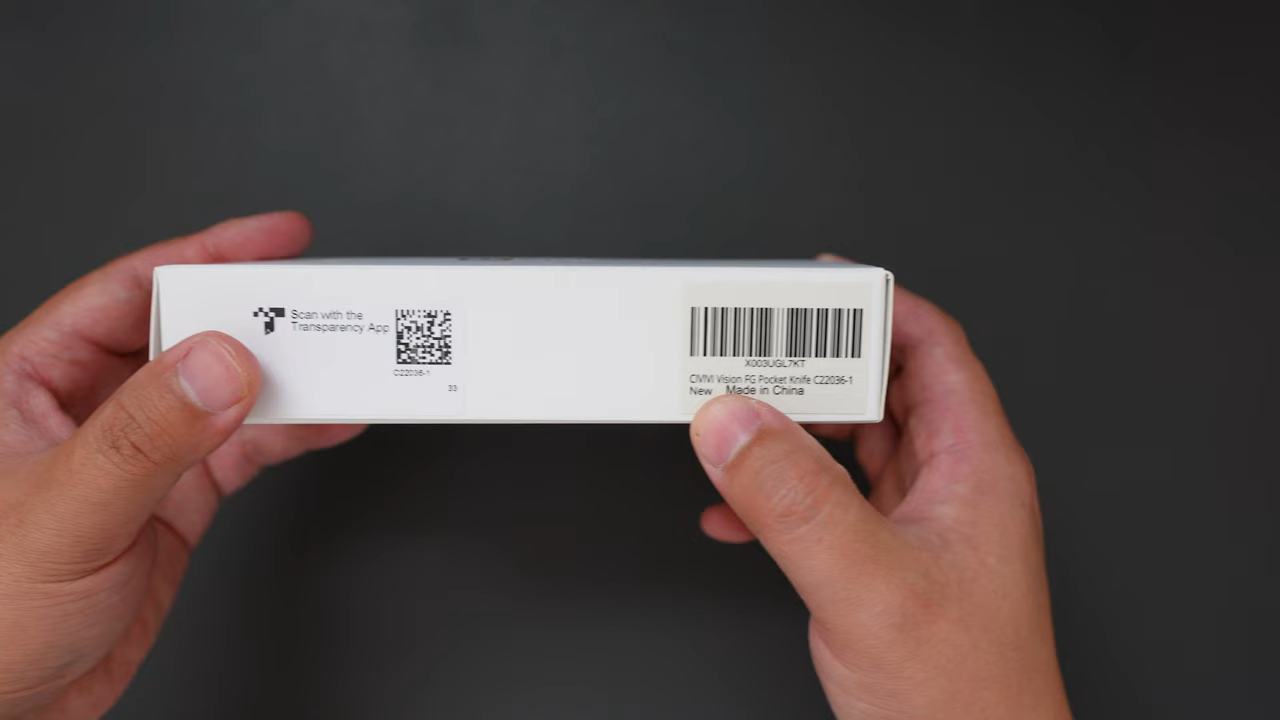 Scan with the
Transparency App
C22036-1
33
X003UGL7KT
CIVIVI Vision FG Pocket Knife C22036-1
New Made in China